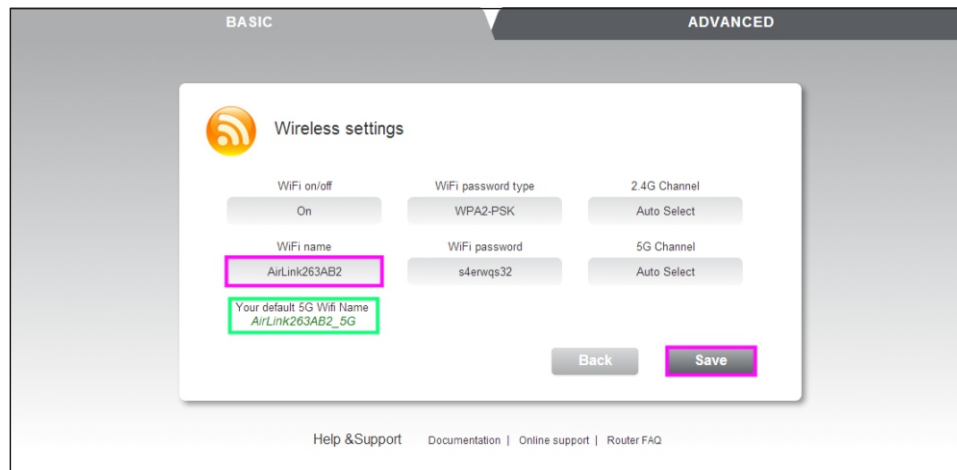 BASIC
ADVANCED
Wireless settings
WiFi on/off
WiFi password type
2.4G Channel
On
WPA2-PSK
Auto Select
WiFi name
WiFi password
5G Channel
AirLink263AB2
s4erwqs32
Auto Select
Your default 5G Wifi Name
AirLink263AB2_5G
Back
Save
Help &Support
Documentation | Online support | Router FAQ